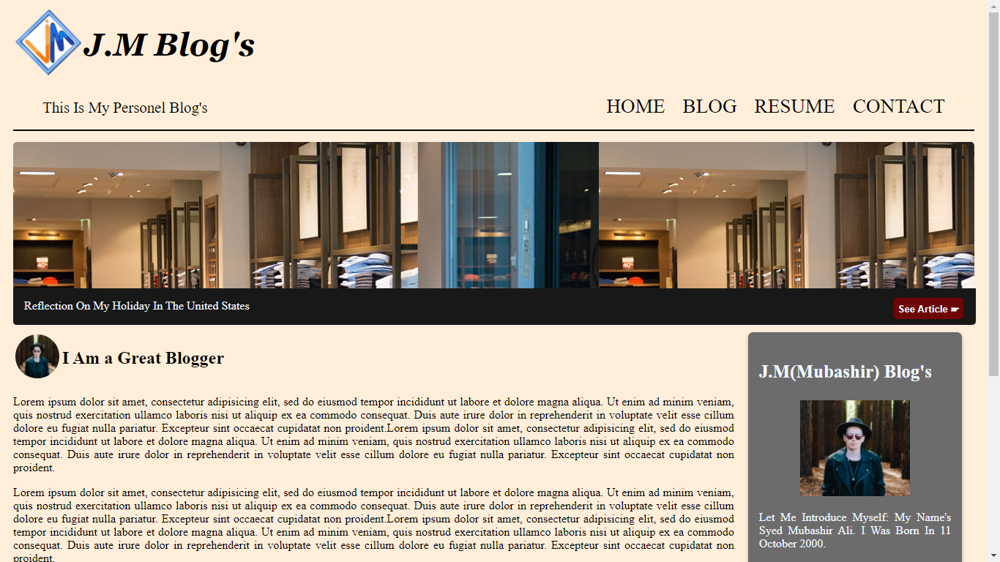 JM
J.M Blog's
This Is My Personel Blog's
HOME BLOG RESUME CONTACT
40%
40%
Reflection On My Holiday In The United States
See Article ☛
I Am a Great Blogger
Lorem ipsum dolor sit amet, consectetur adipisicing elit, sed do eiusmod tempor incididunt ut labore et dolore magna aliqua. Ut enim ad minim veniam,
quis nostrud exercitation ullamco laboris nisi ut aliquip ex ea commodo consequat. Duis aute irure dolor in reprehenderit in voluptate velit esse cillum
dolore eu fugiat nulla pariatur. Excepteur sint occaecat cupidatat non proident.Lorem ipsum dolor sit amet, consectetur adipisicing elit, sed do eiusmod
tempor incididunt ut labore et dolore magna aliqua. Ut enim ad minim veniam, quis nostrud exercitation ullamco laboris nisi ut aliquip ex ea commodo
consequat. Duis aute irure dolor in reprehenderit in voluptate velit esse cillum dolore eu fugiat nulla pariatur. Excepteur sint occaecat cupidatat non
proident.
Lorem ipsum dolor sit amet, consectetur adipisicing elit, sed do eiusmod tempor incididunt ut labore et dolore magna aliqua. Ut enim ad minim veniam,
quis nostrud exercitation ullamco laboris nisi ut aliquip ex ea commodo consequat. Duis aute irure dolor in reprehenderit in voluptate velit esse cillum
dolore eu fugiat nulla pariatur. Excepteur sint occaecat cupidatat non proident.Lorem ipsum dolor sit amet, consectetur adipisicing elit, sed do eiusmod
tempor incididunt ut labore et dolore magna aliqua. Ut enim ad minim veniam, quis nostrud exercitation ullamco laboris nisi ut aliquip ex ea commodo
consequat. Duis aute irure dolor in reprehenderit in voluptate velit esse cillum dolore eu fugiat nulla pariatur. Excepteur sint occaecat cupidatat non
proident.
J.M(Mubashir) Blog's
Let Me Introduce Myself: My Name's
Syed Mubashir Ali. I Was Born In 11
October 2000.